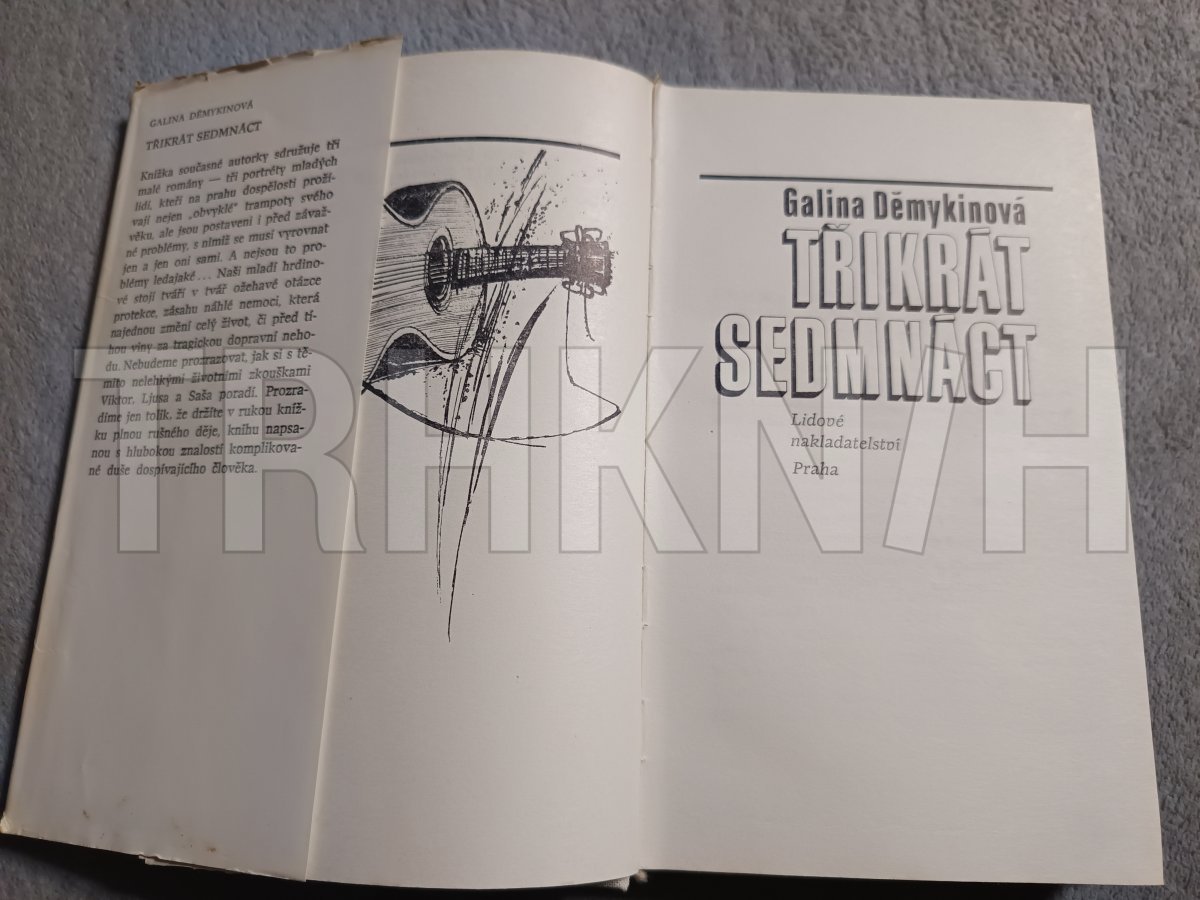 GALINA DĚMYKINOVÁ
TŘIKRÁT SEDMNÁCT
Knížka současné autorky sdružuje tři
malé romány — tři portréty mladých
lidí, kteří na prahu dospělosti proží-
vají nejen „obvyklé" trampoty svého
věku, ale jsou postaveni i před závaž-
né problémy, s nimiž se musí vyrovnat
jen a jen oni sami. A nejsou to pro-
blémy ledajaké... Naši mladí hrdino-
vé stojí tváří v tvář ožehavé otázce
protekce, zásahu náhlé nemoci, která
najednou změní celý život, či před tí-
hou viny za tragickou dopravní neho-
du. Nebudeme prozrazovat, jak si s tě-
mito nelehkými životními zkouškami
Viktor, Ljusa a Saša poradí. Prozra-
díme jen tolik, že držíte v rukou kníž-
ku plnou rušného děje, knihu napsa-
nou s hlubokou znalostí komplikova-
né duše dospívajícího člověka.
Galina Děmykinová
TŘIKRÁT
SEDMNÁCT
Lidové
nakladatelství
Praha
TRHKNIH